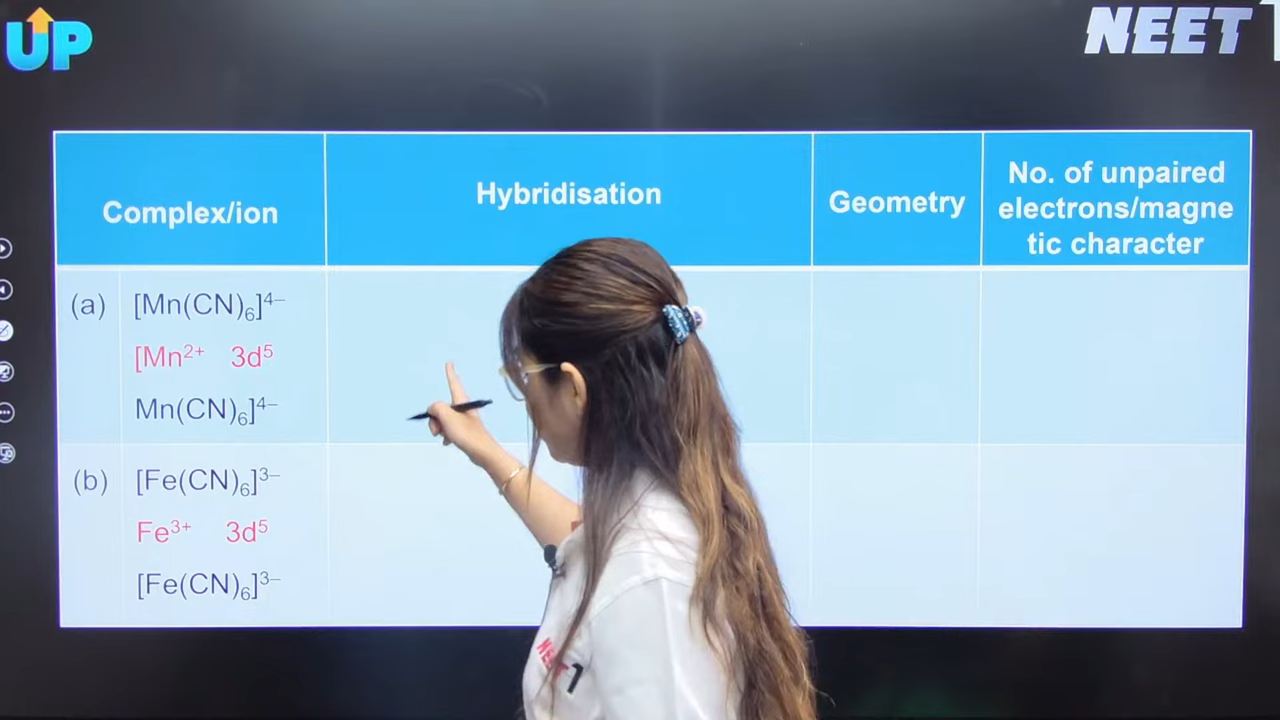 UP
NEET
Complex/ion
Hybridisation
Geometry
No. of unpaired
electrons/magne
tic character
(a) [Mn(CN)₆]⁴⁻
[Mn²⁺ 3d⁵
Mn(CN)₆]⁴⁻
(b) [Fe(CN)₆]³⁻
Fe³⁺ 3d⁵
[Fe(CN)₆]³⁻